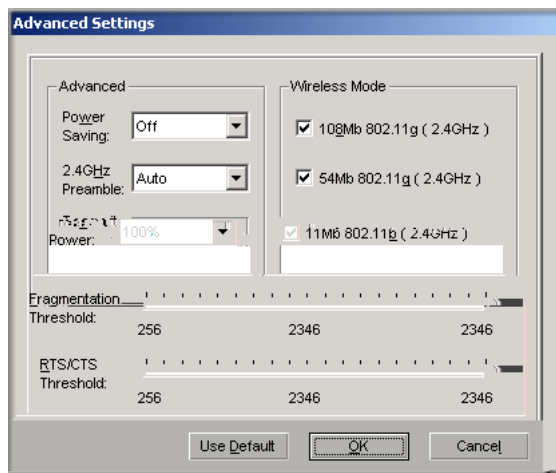 Advanced Settings
Advanced
Power Saving:
Off
2.4GHz Preamble:
Auto
Power:
100%
Wireless Mode
108Mb 802.11g ( 2.4GHz )
54Mb 802.11g ( 2.4GHz )
11Mb 802.11b ( 2.4GHz )
Fragmentation Threshold:
256 2346 2346
RTS/CTS Threshold:
256 2346 2346
Use Default OK Cancel